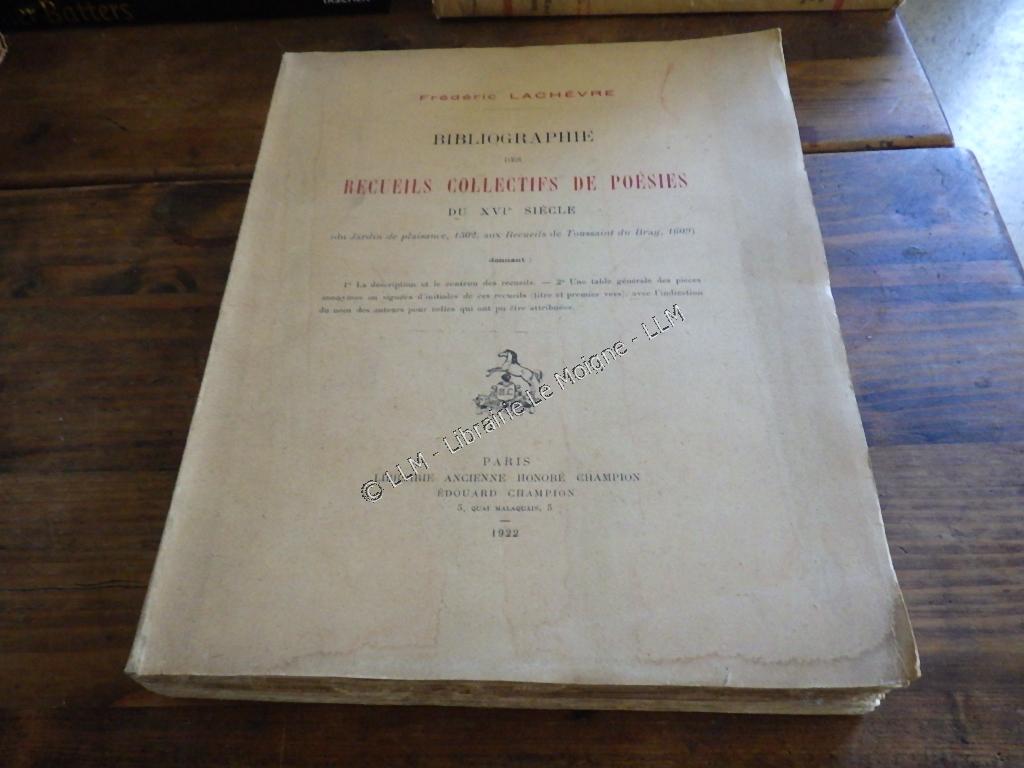 Batters
TASCHEN
Frédéric LACHÈVRE
BIBLIOGRAPHIE
DES
RECUEILS COLLECTIFS DE POÉSIES
DU XVIe SIÈCLE
(du Jardin de plaisance, 1502, aux Recueils de Toussaint du Bray, 1609)
donnant :
1º La description et le contenu des recueils. — 2º Une table générale des pièces
anonymes ou signées d'initiales de ces recueils (titre et premier vers), avec l'indication
du nom des auteurs pour celles qui ont pu être attribuées.
H.C
© LLM - Librairie Le Moigne - LLM
PARIS
LIBRAIRIE ANCIENNE HONORÉ CHAMPION
ÉDOUARD CHAMPION
5, QUAI MALAQUAIS, 5
1922